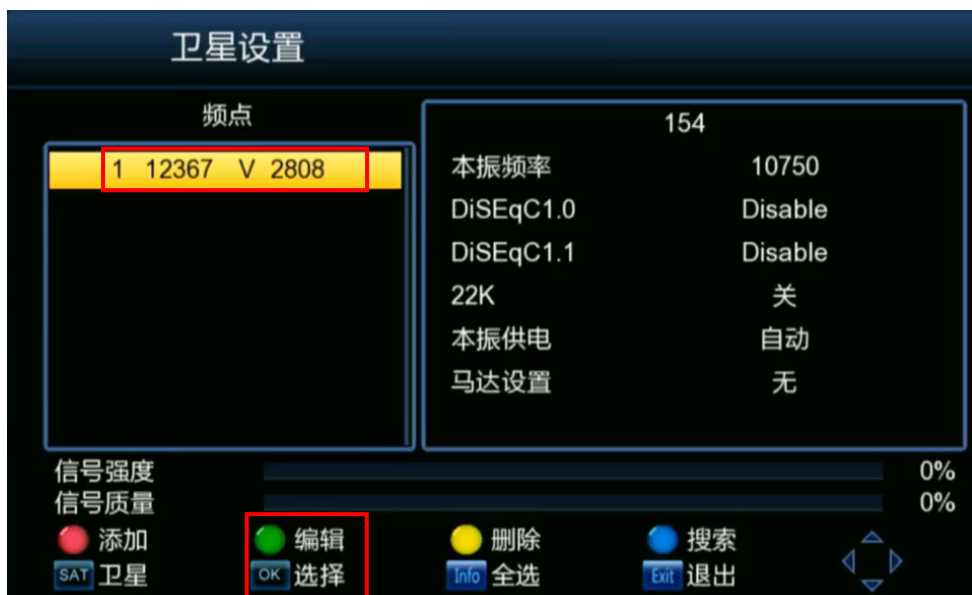 卫星设置
频点
1 12367 V 2808
154
本振频率 10750
DiSEqC1.0 Disable
DiSEqC1.1 Disable
22K 关
本振供电 自动
马达设置 无
信号强度 0%
信号质量 0%
添加 编辑 删除 搜索
SAT 卫星 OK 选择 Info 全选 Exit 退出